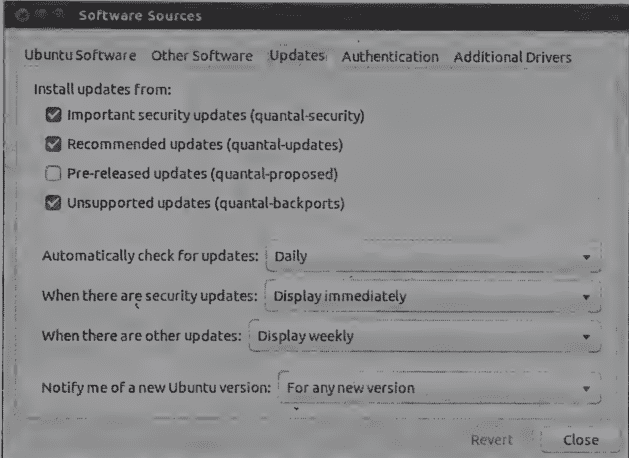 Software Sources
Ubuntu Software Other Software Updates Authentication Additional Drivers
Install updates from:
Important security updates (quantal-security)
Recommended updates (quantal-updates)
Pre-released updates (quantal-proposed)
Unsupported updates (quantal-backports)
Automatically check for updates: Daily
When there are security updates: Display immediately
When there are other updates: Display weekly
Notify me of a new Ubuntu version: For any new version
Revert Close